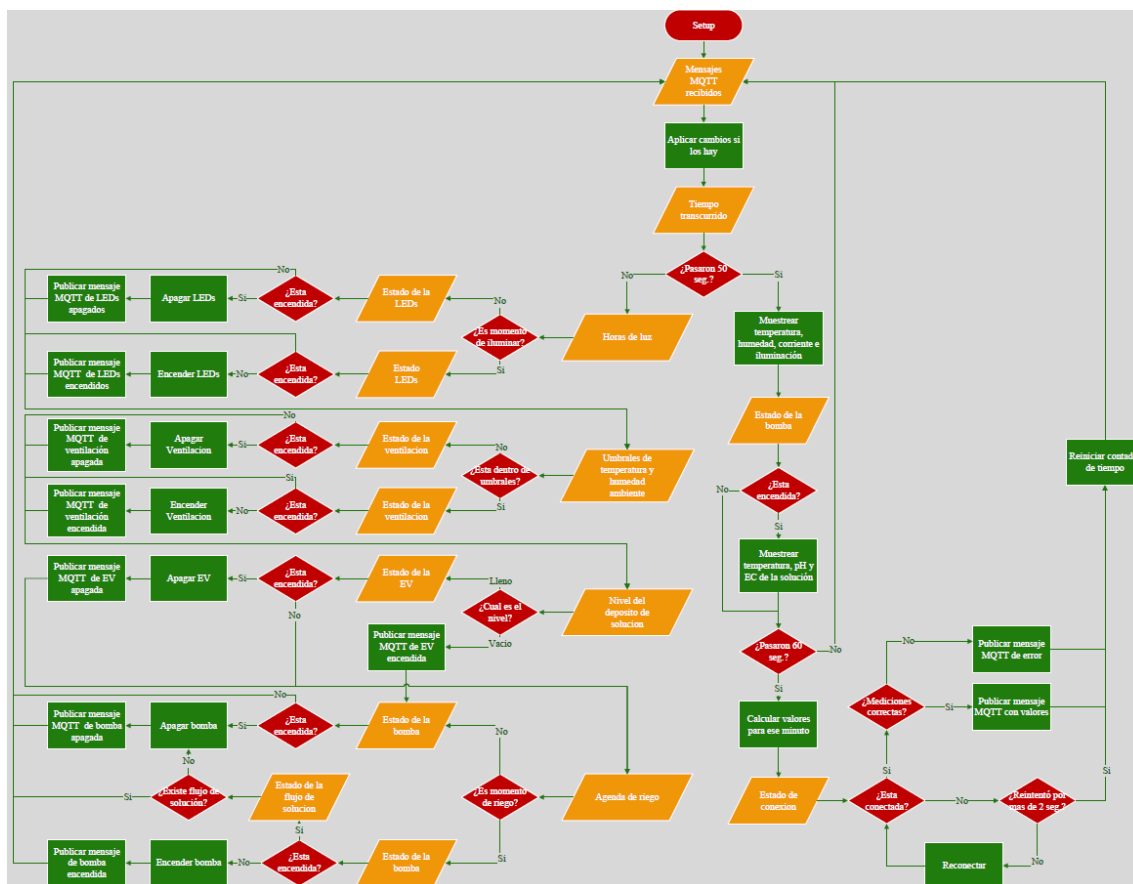 Setup
Mensajes
MQTT
recibidos
Aplicar cambios si
los hay
Tiempo
transcurrido
¿Pasaron 50
seg.?
No
Si
No
Publicar mensaje
MQTT de LEDs
apagados
Apagar LEDs
Si
¿Esta
encendida?
Estado de la
LEDs
No
¿Es momento
de iluminar?
Si
Horas de luz
Muestrear
temperatura,
humedad, corriente e
iluminación
Publicar mensaje
MQTT de LEDs
encendidos
Encender LEDs
No
¿Esta
encendida?
Estado
LEDs
Estado de la
bomba
No
Publicar mensaje
MQTT de
ventilación
apagada
Apagar
Ventilacion
Si
¿Esta
encendida?
Estado de la
ventilacion
No
¿Esta dentro de
umbrales?
Si
Umbrales de
temperatura y
humedad
ambiente
Reiniciar contad
de tiempo
Si
Publicar mensaje
MQTT de
ventilación
encendida
Encender
Ventilacion
No
¿Esta
encendida?
Estado de la
ventilacion
No
¿Esta
encendida?
Si
Muestrear
temperatura, pH y
EC de la solución
Publicar mensaje
MQTT de EV
apagada
Apagar EV
Si
¿Esta
encendida?
No
Estado de la
EV
Lleno
¿Cual es el
nivel?
Vacio
Nivel del
deposito de
solucion
Publicar mensaje
MQTT de EV
encendida
¿Pasaron 60
seg.?
No
Si
No
Publicar mensaje
MQTT de error
¿Mediciones
correctas?
Si
Publicar mensaje
MQTT con valores
No
Publicar mensaje
MQTT de bomba
apagada
Apagar bomba
Si
¿Esta
encendida?
Estado de la
bomba
No
Calcular valores
para ese minuto
No
Si
¿Existe flujo de
solución?
Estado de la
flujo de
solucion
Si
¿Es momento
de riego?
Si
Agenda de riego
Estado de
conexion
Si
¿Esta
conectada?
No
¿Reintentó por
mas de 2 seg.?
Si
No
Reconectar
Publicar mensaje
de bomba
encendida
Encender bomba
No
¿Esta
encendida?
Estado de la
bomba